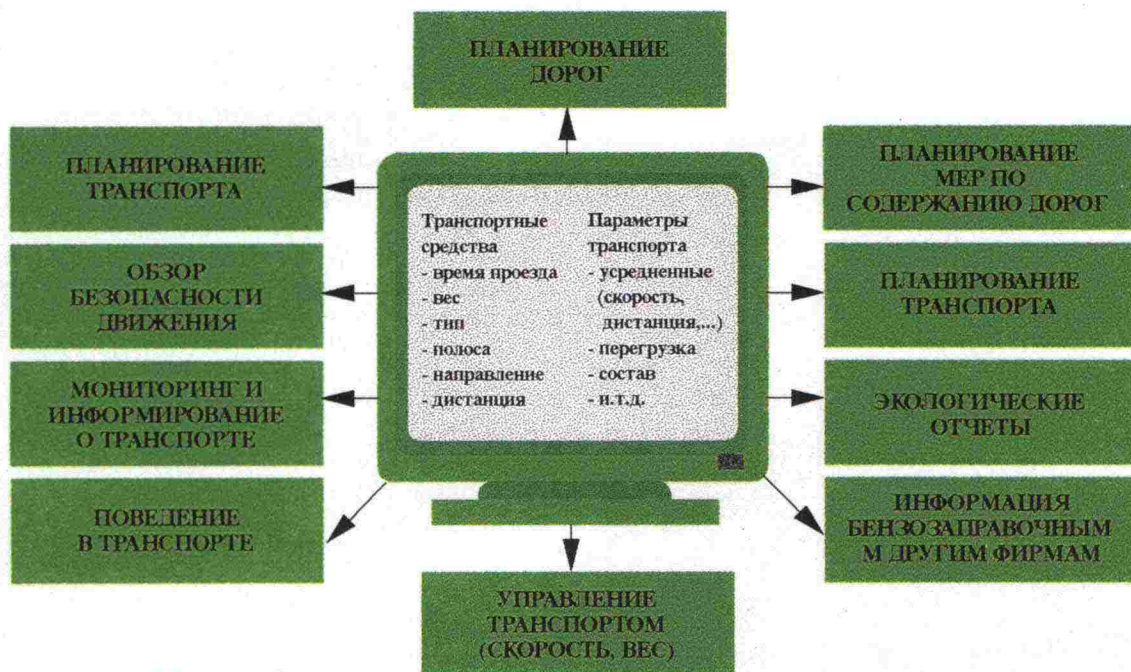 ПЛАНИРОВАНИЕ
ДОРОГ
ПЛАНИРОВАНИЕ
ТРАНСПОРТА
ОБЗОР
БЕЗОПАСНОСТИ
ДВИЖЕНИЯ
МОНИТОРИНГ И
ИНФОРМИРОВАНИЕ
О ТРАНСПОРТЕ
ПОВЕДЕНИЕ
В ТРАНСПОРТЕ
Транспортные
средства
- время проезда
- вес
- тип
- полоса
- направление
- дистанция
Параметры
транспорта
- усредненные
(скорость,
дистанция,...)
- перегрузка
- состав
- и.т.д.
ПЛАНИРОВАНИЕ
МЕР ПО
СОДЕРЖАНИЮ ДОРОГ
ПЛАНИРОВАНИЕ
ТРАНСПОРТА
ЭКОЛОГИЧЕСКИЕ
ОТЧЕТЫ
ИНФОРМАЦИЯ
БЕНЗОЗАПРАВОЧНЫМ
М ДРУГИМ ФИРМАМ
УПРАВЛЕНИЕ
ТРАНСПОРТОМ
(СКОРОСТЬ, ВЕС)